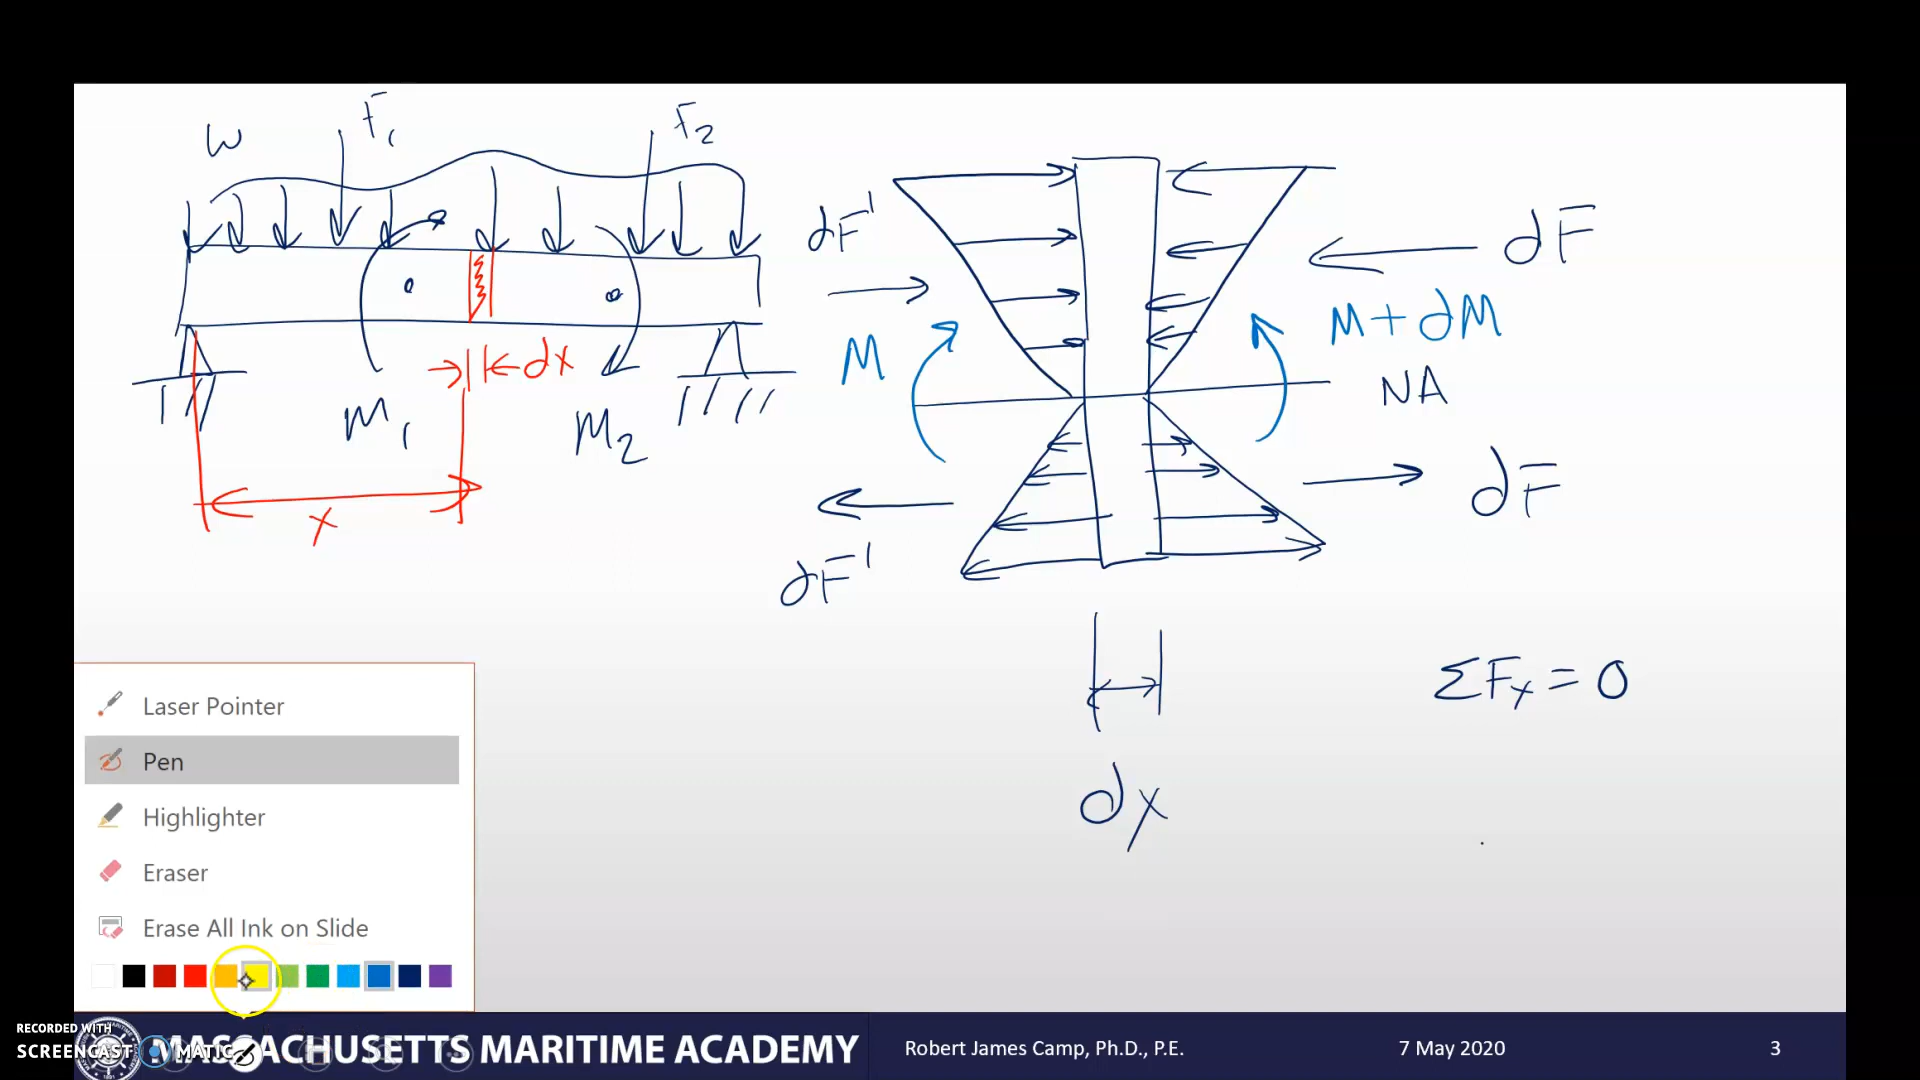 w
F1
F2
dx
M1
M2
x
dF'
dF
M
M + dM
NA
dF
dF'
ΣFx = 0
dx
Laser Pointer
Pen
Highlighter
Eraser
Erase All Ink on Slide
RECORDED WITH
SCREENCAST MATIC
MASSACHUSETTS MARITIME ACADEMY
Robert James Camp, Ph.D., P.E.
7 May 2020
3